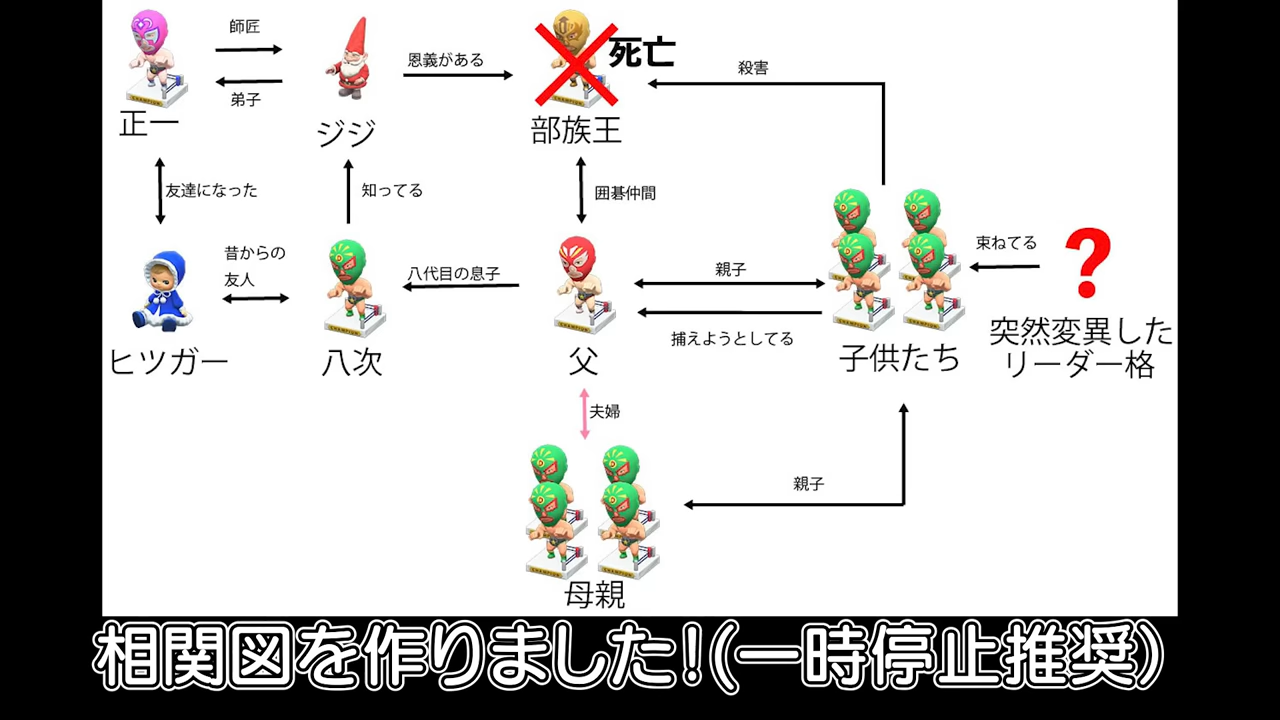 師匠
弟子
恩義がある
死亡
殺害
正一
ジジ
部族王
友達になった
知ってる
囲碁仲間
昔からの
友人
八代目の息子
親子
捕えようとしてる
束ねてる
?
ヒツガー
八次
父
子供たち
突然変異した
リーダー格
夫婦
親子
母親
相関図を作りました!(一時停止推奨)